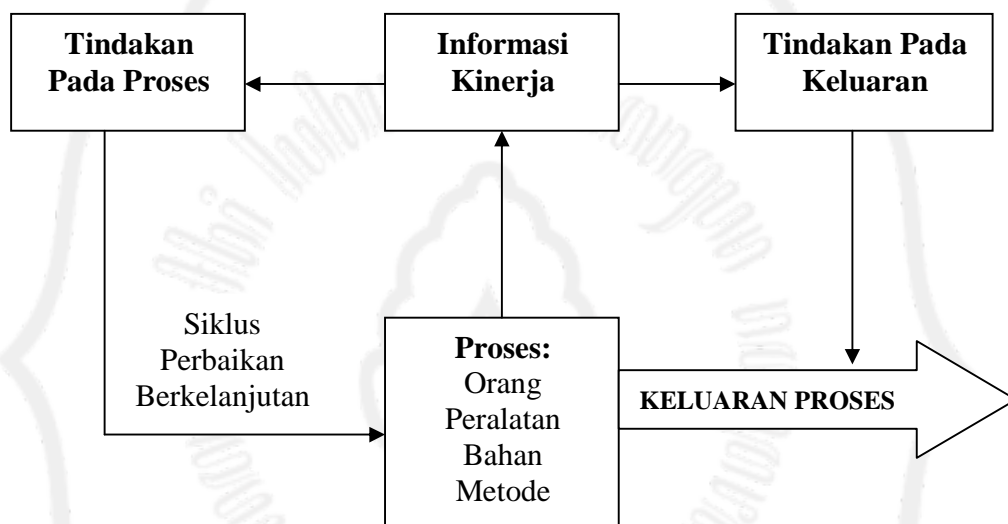 Tindakan
Pada Proses
Informasi
Kinerja
Tindakan Pada
Keluaran
Siklus
Perbaikan
Berkelanjutan
Proses:
Orang
Peralatan
Bahan
Metode
KELUARAN PROSES